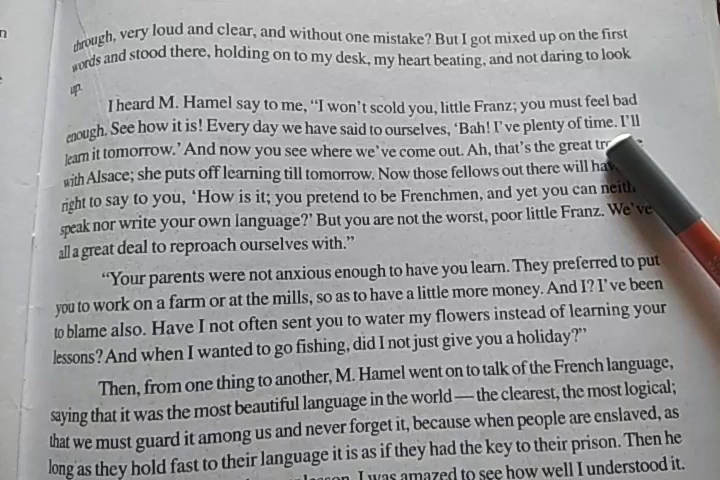 through, very loud and clear, and without one mistake? But I got mixed up on the first
words and stood there, holding on to my desk, my heart beating, and not daring to look
up.
I heard M. Hamel say to me, “I won’t scold you, little Franz; you must feel bad
enough. See how it is! Every day we have said to ourselves, ‘Bah! I’ve plenty of time. I’ll
learn it tomorrow.’ And now you see where we’ve come out. Ah, that’s the great
with Alsace; she puts off learning till tomorrow. Now those fellows out there will
right to say to you, ‘How is it; you pretend to be Frenchmen, and yet you can
speak nor write your own language?’ But you are not the worst, poor little Franz. We’ve
all a great deal to reproach ourselves with.”
“Your parents were not anxious enough to have you learn. They preferred to put
you to work on a farm or at the mills, so as to have a little more money. And I? I’ve been
to blame also. Have I not often sent you to water my flowers instead of learning your
lessons? And when I wanted to go fishing, did I not just give you a holiday?”
Then, from one thing to another, M. Hamel went on to talk of the French language,
saying that it was the most beautiful language in the world — the clearest, the most logical;
that we must guard it among us and never forget it, because when people are enslaved, as
long as they hold fast to their language it is as if they had the key to their prison. Then he
I was amazed to see how well I understood it.